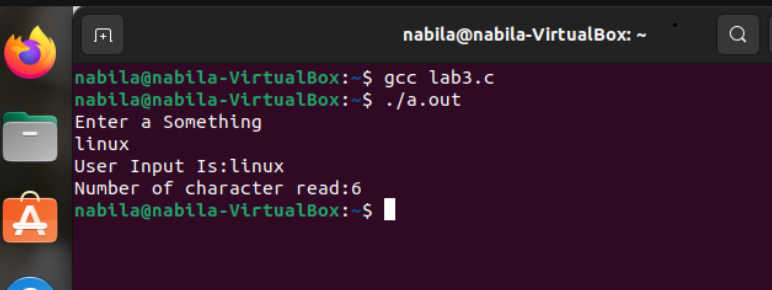 nabila@nabila-VirtualBox: ~
nabila@nabila-VirtualBox:~$ gcc lab3.c
nabila@nabila-VirtualBox:~$ ./a.out
Enter a Something
linux
User Input Is:linux
Number of character read:6
nabila@nabila-VirtualBox:~$